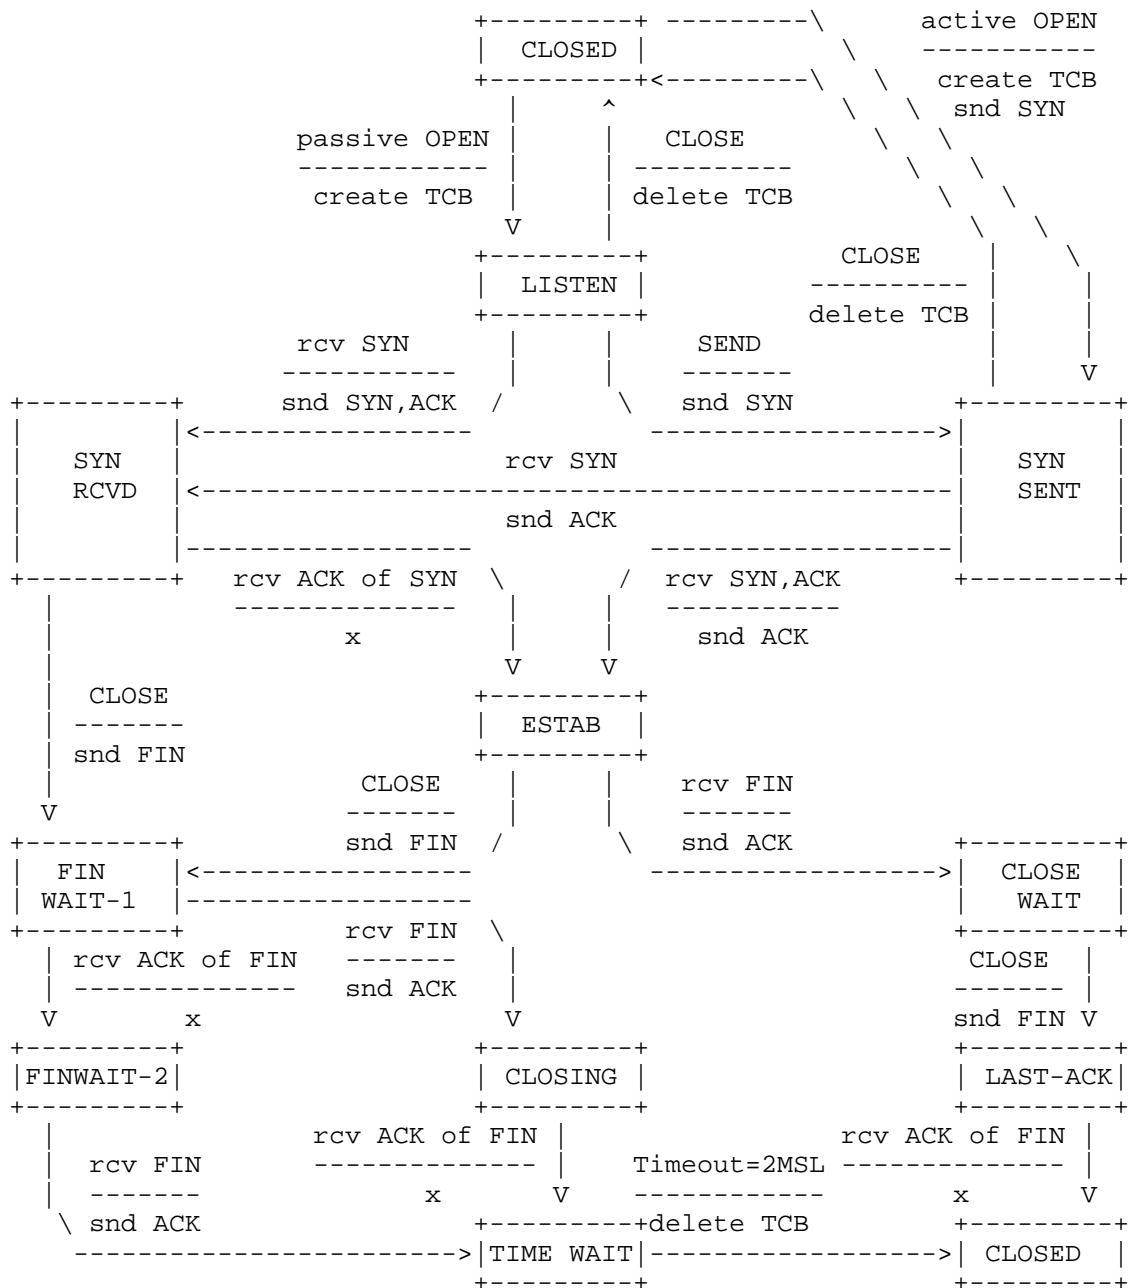 +---------+ ---------\      active OPEN
|  CLOSED |            \    -----------
+---------+<---------\   \   create TCB
  |     ^              \   \  snd SYN
passive OPEN |     |   CLOSE        \   \
------------ |     | ----------       \   \
create TCB  |     | delete TCB         \   \
V     |                      \   \
+---------+            CLOSE    |    \
|  LISTEN |          ---------- |     |
+---------+          delete TCB |     |
rcv SYN      |     |     SEND              |     |
-----------   |     |    -------            |     V
+---------+      snd SYN,ACK  /       \   snd SYN          +---------+
|         |<-----------------           ------------------>|         |
|   SYN   |                    rcv SYN                     |   SYN   |
|   RCVD  |<-----------------------------------------------|   SENT  |
|         |                    snd ACK                     |         |
|         |------------------           -------------------|         |
+---------+   rcv ACK of SYN  \       /  rcv SYN,ACK       +---------+
|           --------------   |     |   -----------
|                  x         |     |     snd ACK
|                            V     V
|  CLOSE                   +---------+
| -------                  |  ESTAB  |
| snd FIN                  +---------+
|                   CLOSE    |     |    rcv FIN
V                  -------   |     |    -------
+---------+          snd FIN  /       \   snd ACK          +---------+
|  FIN    |<-----------------           ------------------>|  CLOSE  |
| WAIT-1  |------------------                              |   WAIT  |
+---------+          rcv FIN  \                            +---------+
| rcv ACK of FIN   -------   |                            CLOSE  |
| --------------   snd ACK   |                           ------- |
V        x                   V                           snd FIN V
+---------+                  +---------+                   +---------+
|FINWAIT-2|                  | CLOSING |                   | LAST-ACK|
+---------+                  +---------+                   +---------+
|                rcv ACK of FIN |                 rcv ACK of FIN |
|  rcv FIN       -------------- |    Timeout=2MSL -------------- |
|  -------              x       V    ------------        x       V
\ snd ACK                 +---------+delete TCB         +---------+
------------------------>|TIME WAIT|------------------>| CLOSED  |
+---------+                   +---------+